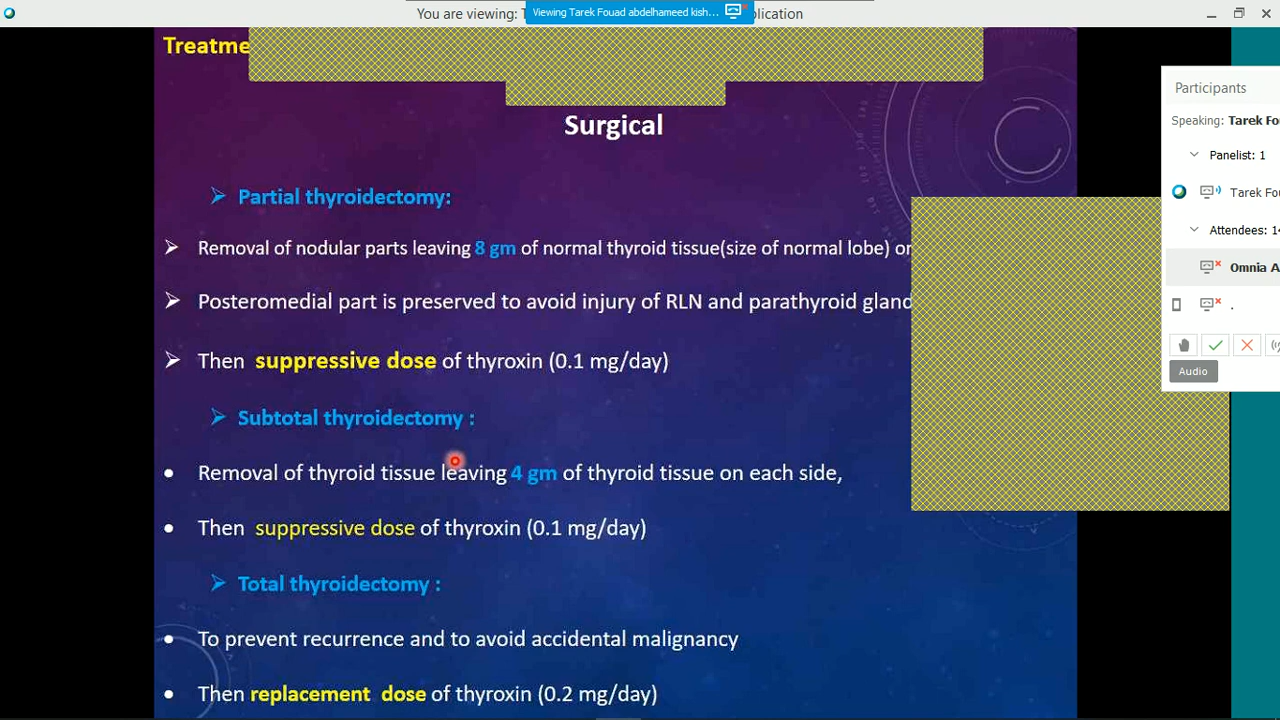 You are viewing:
Viewing Tarek Fouad abdelhameed kish...
Treatme
Surgical
Partial thyroidectomy:
Removal of nodular parts leaving 8 gm of normal thyroid tissue(size of normal lobe) or
Posteromedial part is preserved to avoid injury of RLN and parathyroid gland
Then suppressive dose of thyroxin (0.1 mg/day)
Subtotal thyroidectomy :
Removal of thyroid tissue leaving 4 gm of thyroid tissue on each side,
Then suppressive dose of thyroxin (0.1 mg/day)
Total thyroidectomy :
To prevent recurrence and to avoid accidental malignancy
Then replacement dose of thyroxin (0.2 mg/day)
Participants
Speaking: Tarek Fo
Panelist: 1
Tarek Fou
Attendees: 14
Omnia A
.
Audio